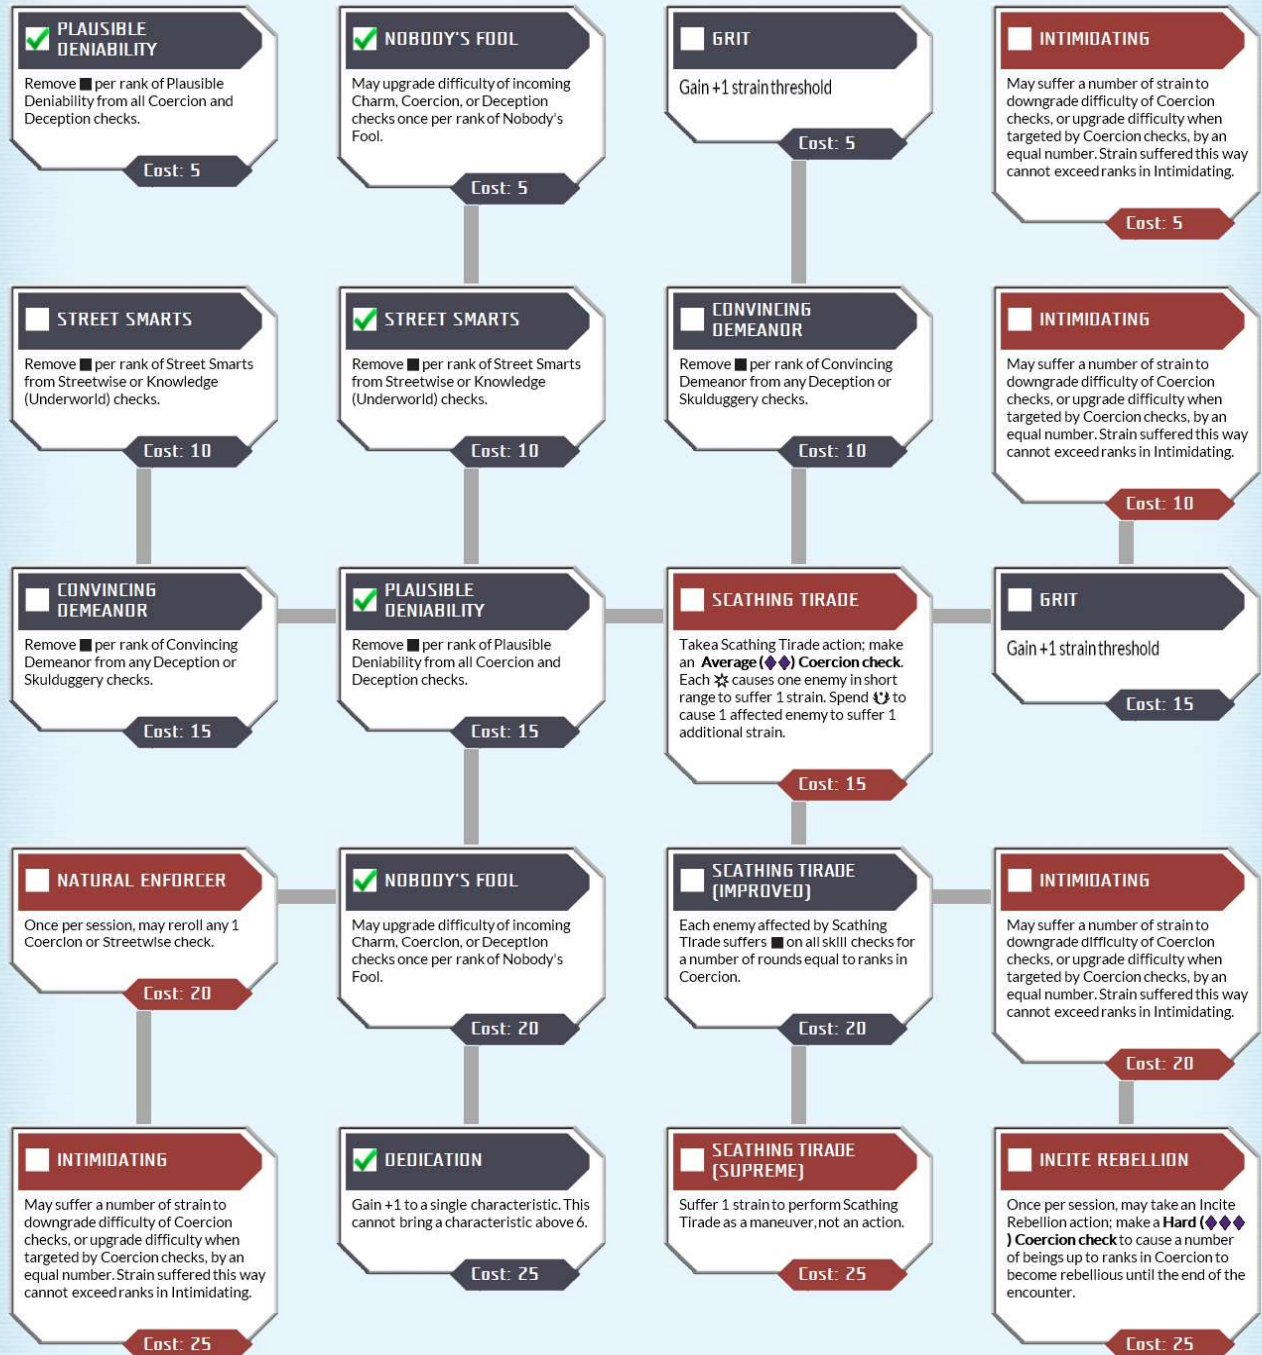 PLAUSIBLE
DENIABILITY
Remove ■ per rank of Plausible
Deniability from all Coercion and
Deception checks.
Cost: 5
NOBODY'S FOOL
May upgrade difficulty of incoming
Charm, Coercion, or Deception
checks once per rank of Nobody's
Fool.
Cost: 5
GRIT
Gain +1 strain threshold
Cost: 5
INTIMIDATING
May suffer a number of strain to
downgrade difficulty of Coercion
checks, or upgrade difficulty when
targeted by Coercion checks, by an
equal number. Strain suffered this way
cannot exceed ranks in Intimidating.
Cost: 5
STREET SMARTS
Remove ■ per rank of Street Smarts
from Streetwise or Knowledge
(Underworld) checks.
Cost: 10
STREET SMARTS
Remove ■ per rank of Street Smarts
from Streetwise or Knowledge
(Underworld) checks.
Cost: 10
CONVINCING
DEMEANOR
Remove ■ per rank of Convincing
Demeanor from any Deception or
Skulduggery checks.
Cost: 10
INTIMIDATING
May suffer a number of strain to
downgrade difficulty of Coercion
checks, or upgrade difficulty when
targeted by Coercion checks, by an
equal number. Strain suffered this way
cannot exceed ranks in Intimidating.
Cost: 10
CONVINCING
DEMEANOR
Remove ■ per rank of Convincing
Demeanor from any Deception or
Skulduggery checks.
Cost: 15
PLAUSIBLE
DENIABILITY
Remove ■ per rank of Plausible
Deniability from all Coercion and
Deception checks.
Cost: 15
SCATHING TIRADE
Take a Scathing Tirade action; make
an Average (♦♦) Coercion check.
Each causes one enemy in short
range to suffer 1 strain. Spend to
cause 1 affected enemy to suffer 1
additional strain.
Cost: 15
GRIT
Gain +1 strain threshold
Cost: 15
NATURAL ENFORCER
Once per session, may reroll any 1
Coercion or Streetwise check.
Cost: 20
NOBODY'S FOOL
May upgrade difficulty of incoming
Charm, Coercion, or Deception
checks once per rank of Nobody's
Fool.
Cost: 20
SCATHING TIRADE
(IMPROVED)
Each enemy affected by Scathing
Tirade suffers ■ on all skill checks for
a number of rounds equal to ranks in
Coercion.
Cost: 20
INTIMIDATING
May suffer a number of strain to
downgrade difficulty of Coercion
checks, or upgrade difficulty when
targeted by Coercion checks, by an
equal number. Strain suffered this way
cannot exceed ranks in Intimidating.
Cost: 20
INTIMIDATING
May suffer a number of strain to
downgrade difficulty of Coercion
checks, or upgrade difficulty when
targeted by Coercion checks, by an
equal number. Strain suffered this way
cannot exceed ranks in Intimidating.
Cost: 25
DEDICATION
Gain +1 to a single characteristic. This
cannot bring a characteristic above 6.
Cost: 25
SCATHING TIRADE
(SUPREME)
Suffer 1 strain to perform Scathing
Tirade as a maneuver, not an action.
Cost: 25
INCITE REBELLION
Once per session, may take an Incite
Rebellion action; make a Hard (♦♦♦
) Coercion check to cause a number
of beings up to ranks in Coercion to
become rebellious until the end of the
encounter.
Cost: 25